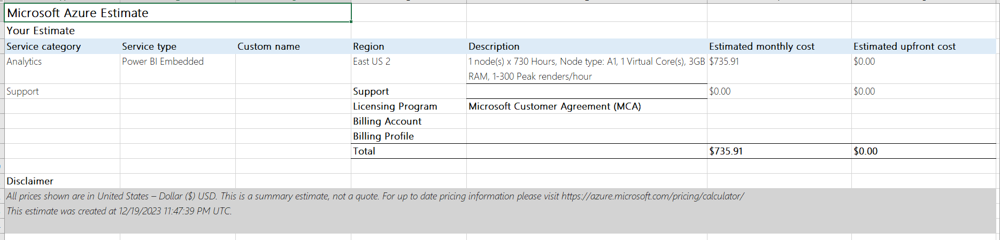 Microsoft Azure Estimate
Your Estimate
Service category Service type Custom name Region Description Estimated monthly cost Estimated upfront cost
Analytics Power BI Embedded East US 2 1 node(s) x 730 Hours, Node type: A1, 1 Virtual Core(s), 3GB $735.91 $0.00
RAM, 1-300 Peak renders/hour
Support Support $0.00 $0.00
Licensing Program Microsoft Customer Agreement (MCA)
Billing Account
Billing Profile
Total $735.91 $0.00
Disclaimer
All prices shown are in United States – Dollar ($) USD. This is a summary estimate, not a quote. For up to date pricing information please visit https://azure.microsoft.com/pricing/calculator/
This estimate was created at 12/19/2023 11:47:39 PM UTC.